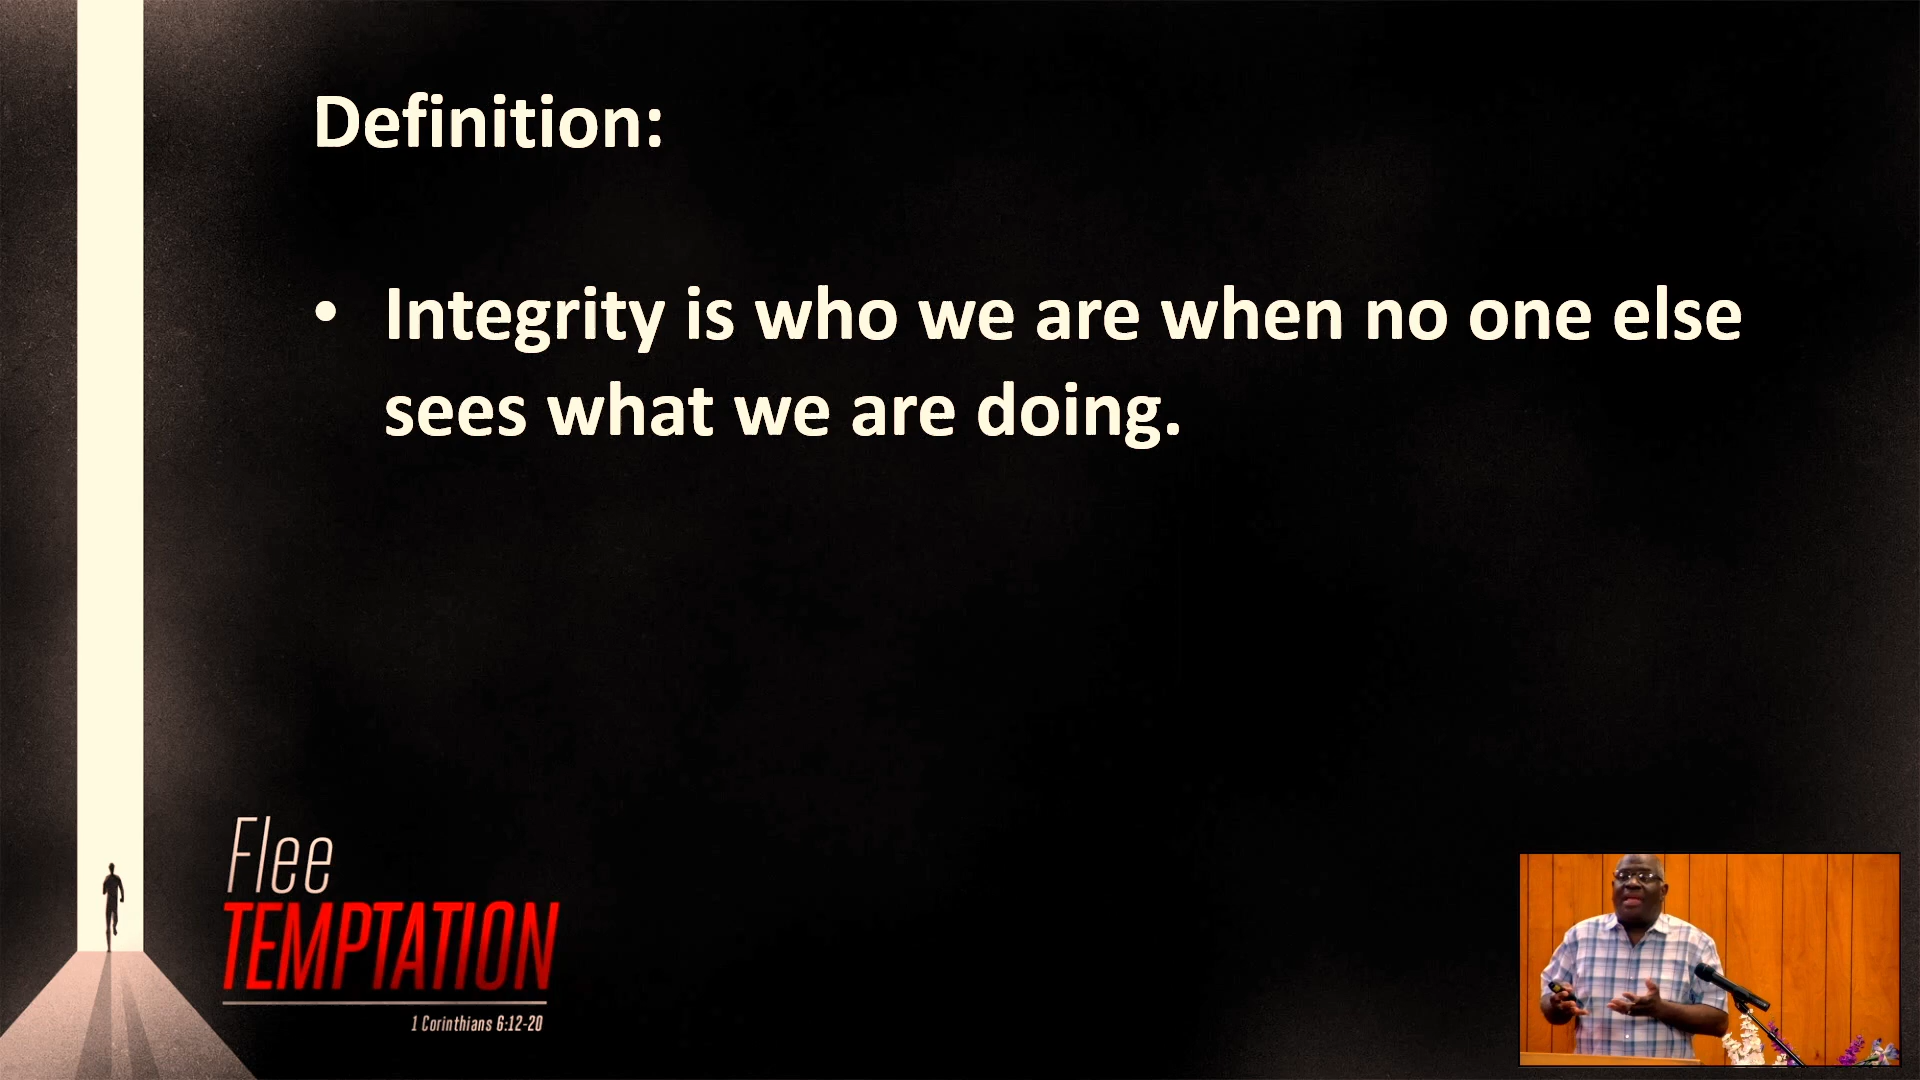 Definition:
• Integrity is who we are when no one else
sees what we are doing.
Flee
TEMPTATION
1 Corinthians 6:12-20